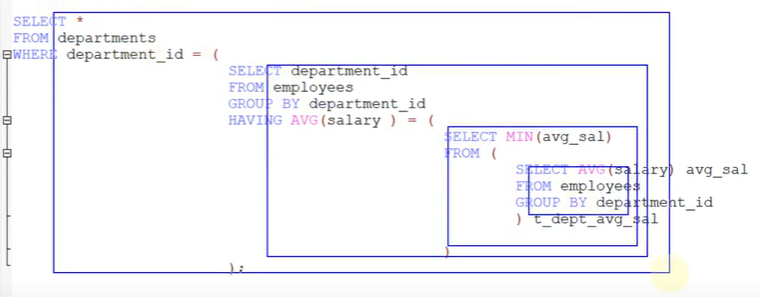 SELECT *
FROM departments
WHERE department_id = (
SELECT department_id
FROM employees
GROUP BY department_id
HAVING AVG(salary ) = (
SELECT MIN(avg_sal)
FROM (
SELECT AVG(salary) avg_sal
FROM employees
GROUP BY department_id
) t_dept_avg_sal
)
);